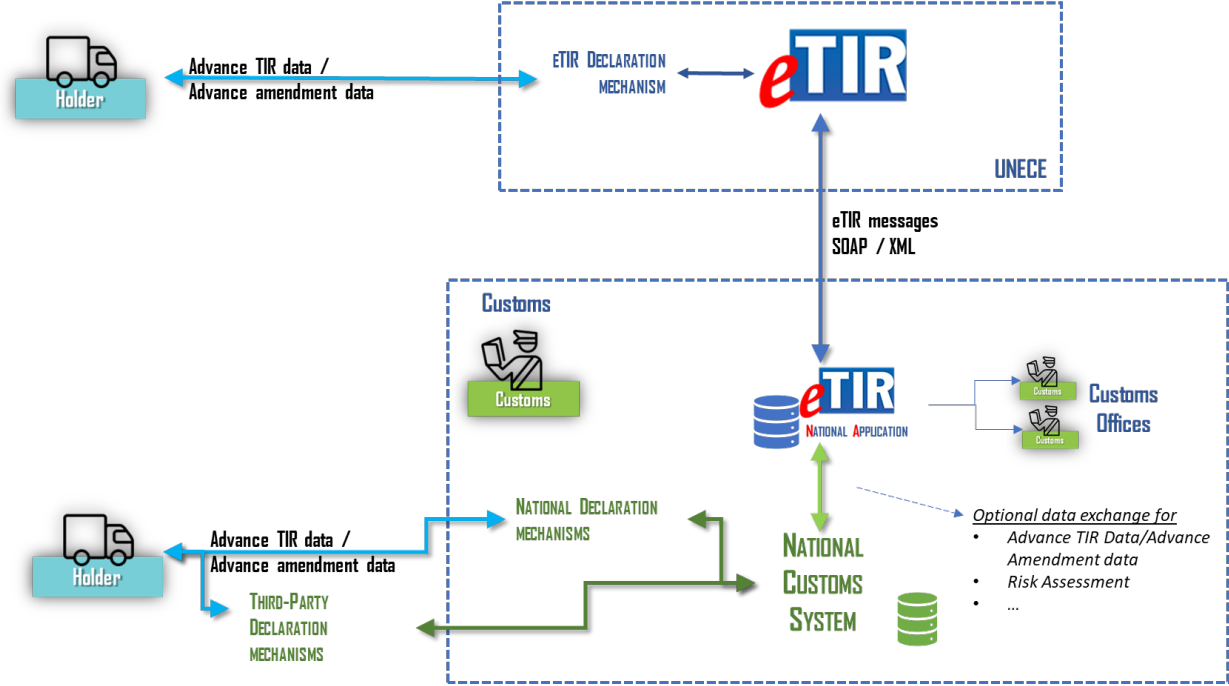 Holder
Advance TIR data /
Advance amendment data
eTIR DECLARATION
MECHANISM
eTIR
UNECE
eTIR messages
SOAP / XML
Customs
Customs
eTIR
NATIONAL APPLICATION
Customs
Customs
Customs
Offices
NATIONAL DECLARATION
MECHANISMS
Holder
Advance TIR data /
Advance amendment data
THIRD-PARTY
DECLARATION
MECHANISMS
NATIONAL
CUSTOMS
SYSTEM
Optional data exchange for
• Advance TIR Data/Advance
Amendment data
• Risk Assessment
• ...